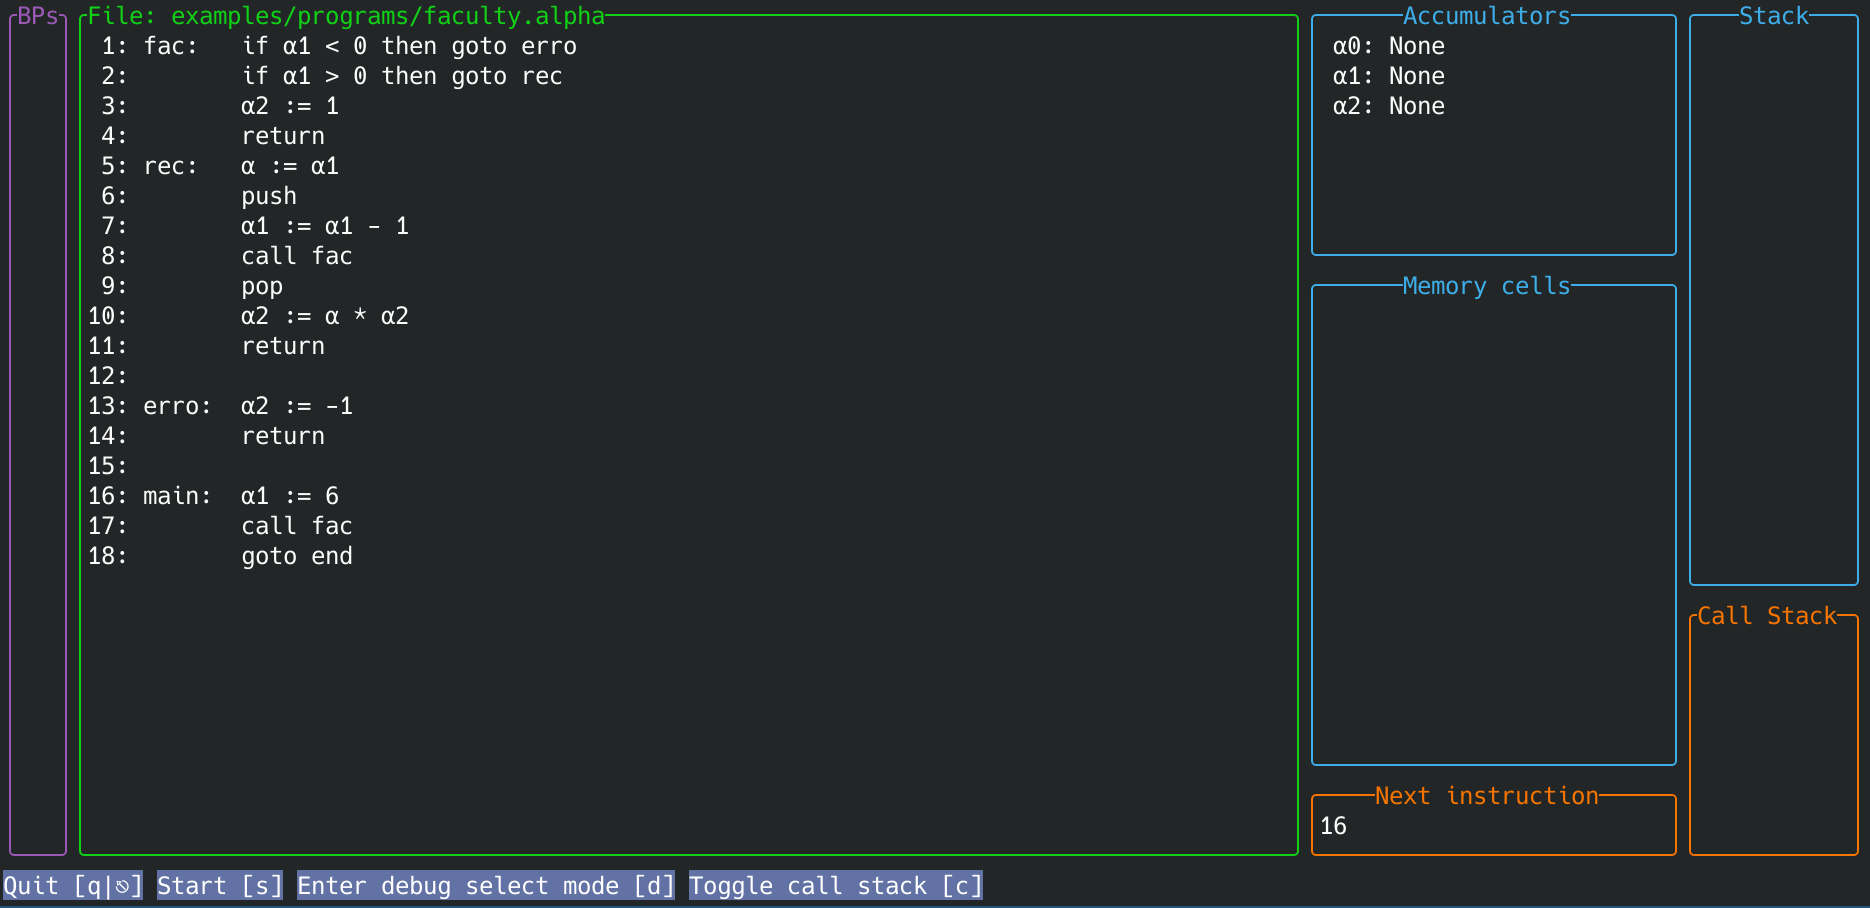 BPs
File: examples/programs/faculty.alpha
1: fac: if α1 < 0 then goto erro
2: if α1 > 0 then goto rec
3: α2 := 1
4: return
5: rec: α := α1
6: push
7: α1 := α1 - 1
8: call fac
9: pop
10: α2 := α * α2
11: return
12:
13: erro: α2 := -1
14: return
15:
16: main: α1 := 6
17: call fac
18: goto end
Accumulators
α0: None
α1: None
α2: None
Memory cells
Next instruction
16
Stack
Call Stack
Quit [q|⎋] Start [s] Enter debug select mode [d] Toggle call stack [c]